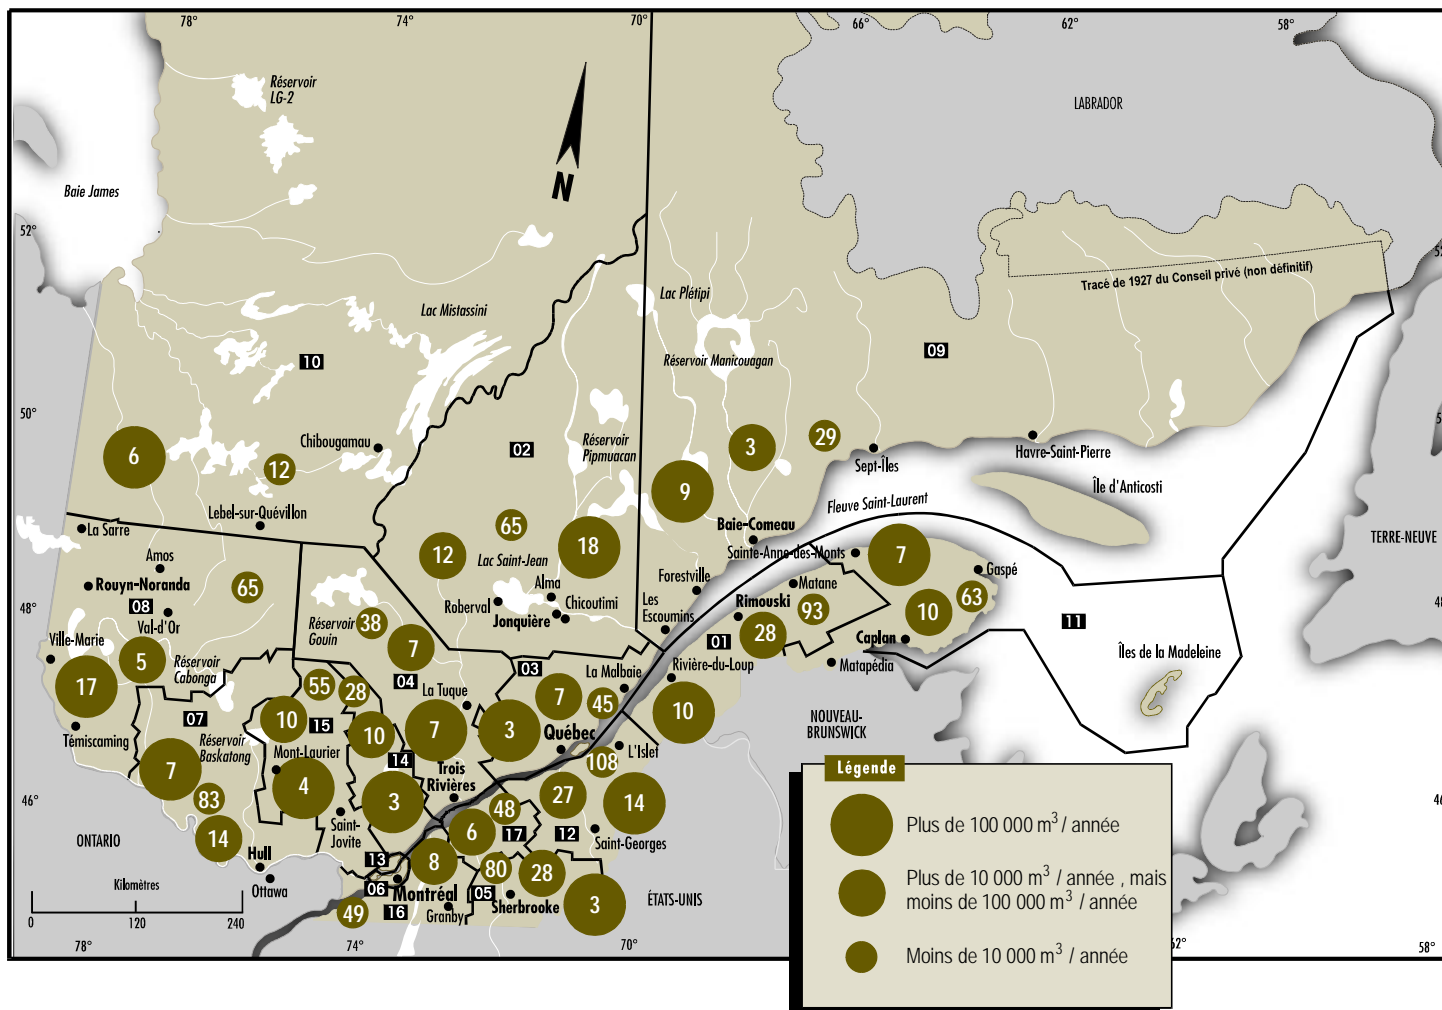 78°
74°
70°
66°
62°
58°
Réservoir
LG-2
LABRADOR
Baie James
N
52°
Tracé de 1927 du Conseil privé (non définitif)
Lac Plétipi
Lac Mistassini
Réservoir Manicouagan
09
10
50°
Chibougamau
02
Réservoir
Pipmuacan
3
29
Sept-Îles
Havre-Saint-Pierre
6
12
9
Île d'Anticosti
Fleuve Saint-Laurent
Lebel-sur-Quévillon
La Sarre
65
Baie-Comeau
TERRE-NEUVE
12
18
Sainte-Anne-des-Monts
7
Amos
Lac Saint-Jean
Gaspé
Rouyn-Noranda
65
Alma
Forestville
Matane
63
48°
08
Val-d'Or
Roberval
Chicoutimi
Les
Escoumins
Rimouski
93
10
Jonquière
38
Réservoir
Gouin
11
Ville-Marie
7
01
28
Caplan
5
Réservoir
Cabonga
03
La Malbaie
Rivière-du-Loup
Matapédia
Îles de la Madeleine
17
55
28
04
La Tuque
7
45
07
10
15
10
NOUVEAU-
BRUNSWICK
Témiscaming
Réservoir
Baskatong
10
7
3
Québec
L'Islet
Mont-Laurier
14
Trois
Rivières
108
7
4
3
27
14
83
48
46°
46
ONTARIO
14
Saint-
Jovite
6
17
12
Saint-Georges
Hull
13
8
80
28
Ottawa
06
Montréal
05
Kilomètres
49
16
Granby
Sherbrooke
3
ÉTATS-UNIS
0
120
240
78°
74°
70°
58°
Légende
Plus de 100 000 m³ / année
Plus de 10 000 m³ / année , mais
moins de 100 000 m³ / année
Moins de 10 000 m³ / année